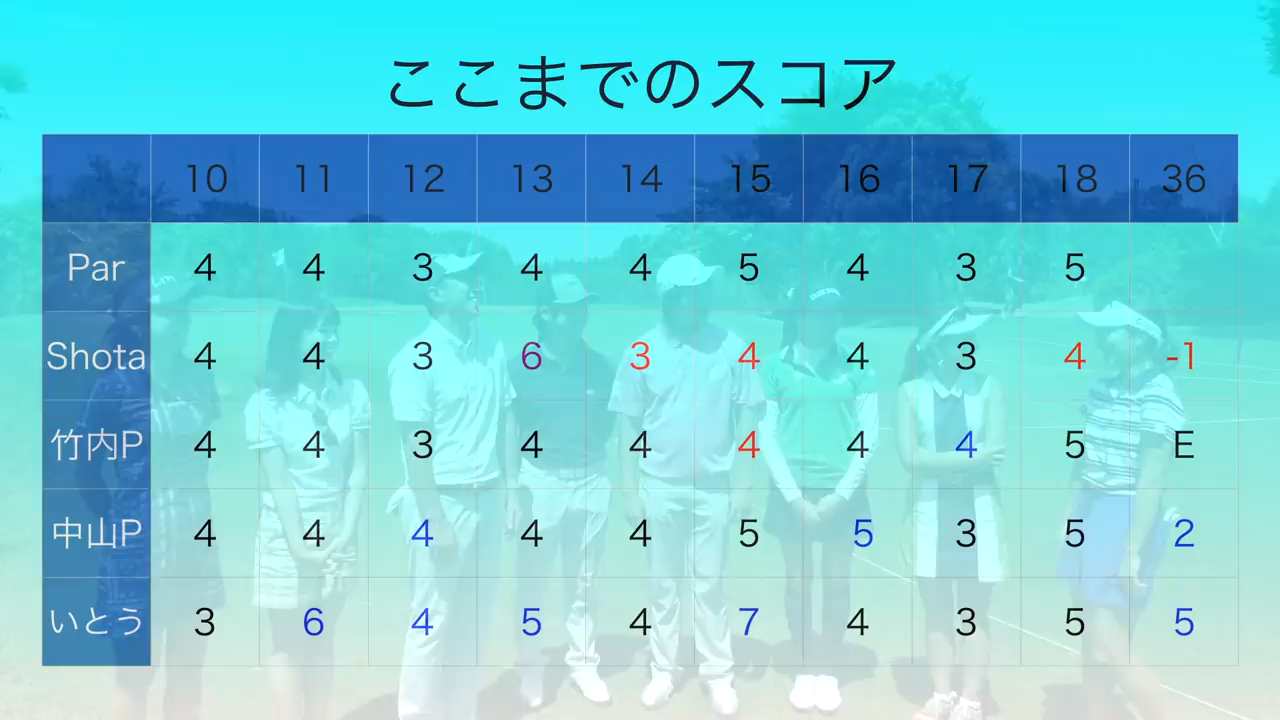 ここまでのスコア
10 11 12 13 14 15 16 17 18 36
Par 4 4 3 4 4 5 4 3 5
Shota 4 4 3 6 3 4 4 3 4 -1
竹内P 4 4 3 4 4 4 4 4 5 E
中山P 4 4 4 4 4 5 5 3 5 2
いとう 3 6 4 5 4 7 4 3 5 5